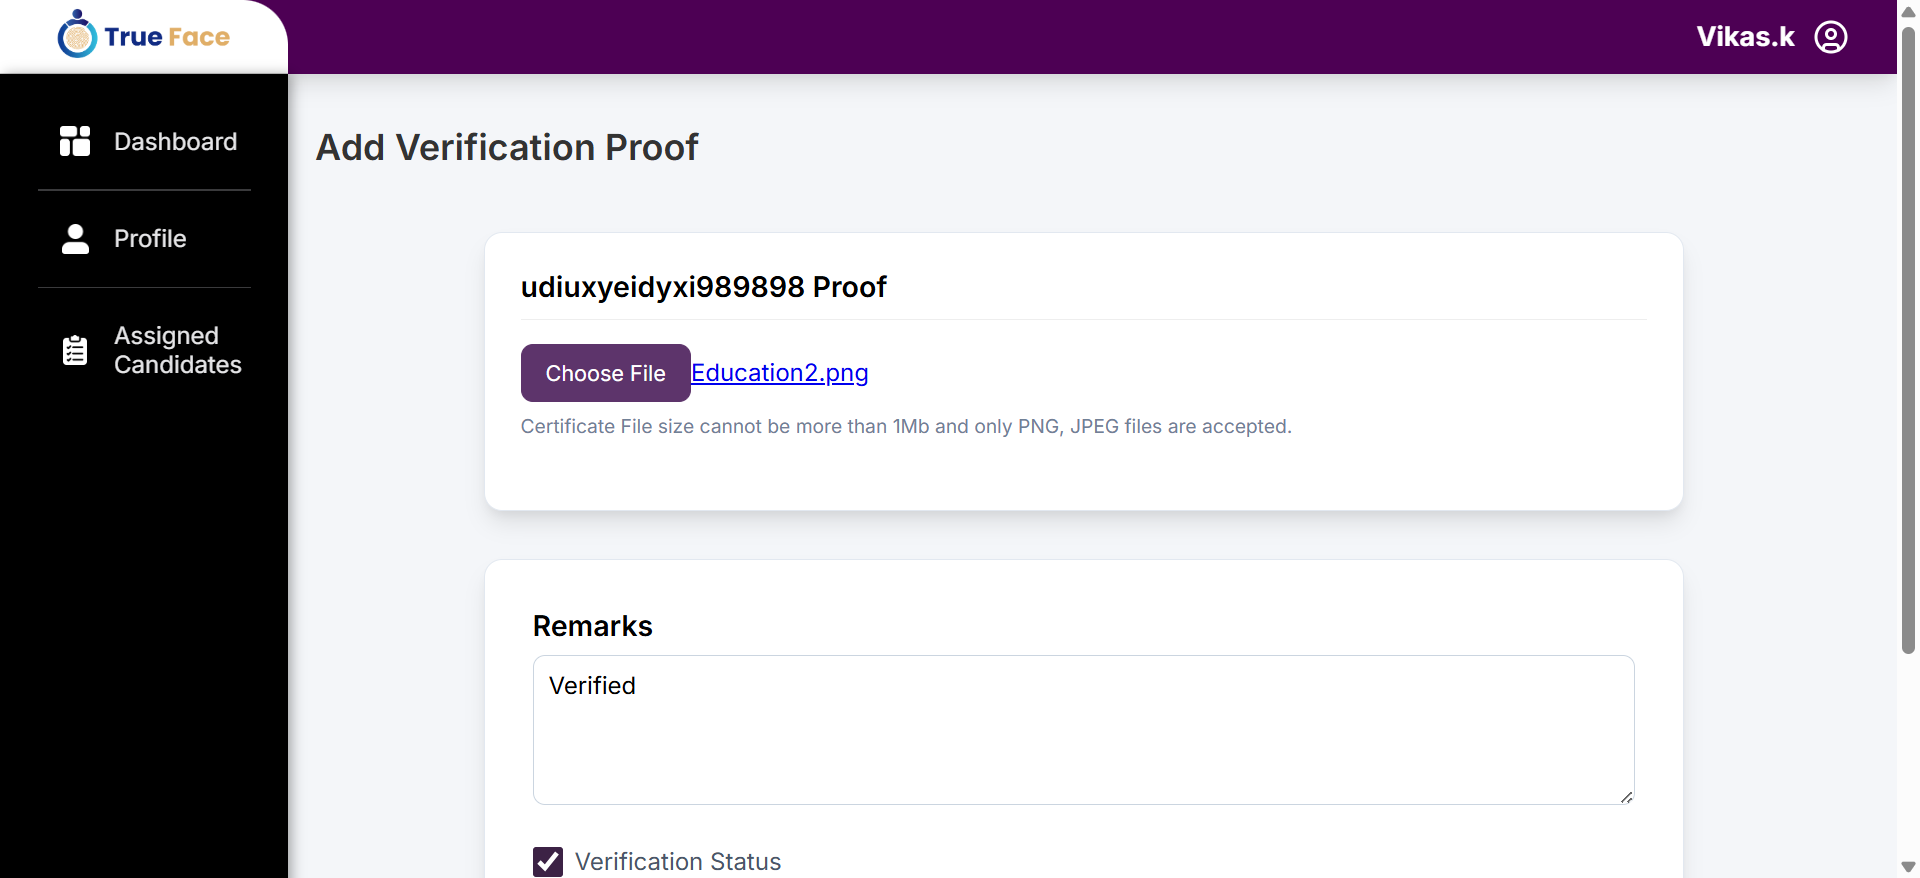 True Face
Vikas.k
Dashboard
Profile
Assigned
Candidates
Add Verification Proof
udiuxyeidyxi989898 Proof
Choose File Education2.png
Certificate File size cannot be more than 1Mb and only PNG, JPEG files are accepted.
Remarks
Verified
Verification Status